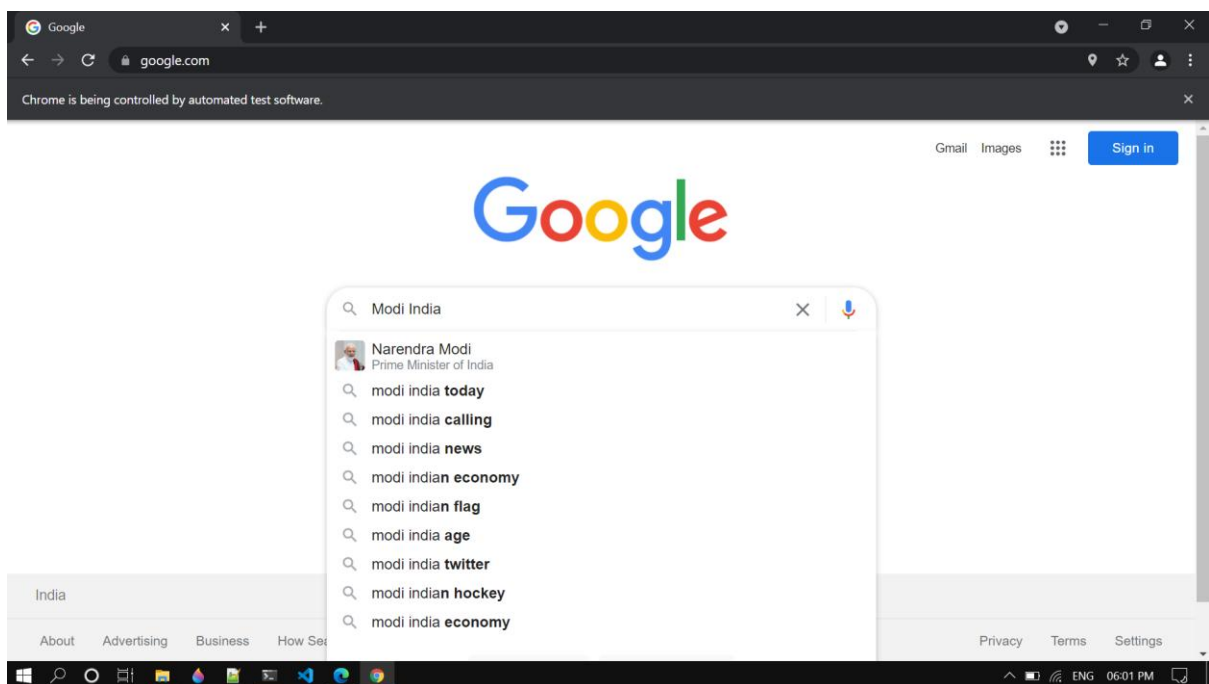 Google
google.com
Chrome is being controlled by automated test software.
Gmail Images Sign in
Google
Modi India
Narendra Modi
Prime Minister of India
modi india today
modi india calling
modi india news
modi indian economy
modi indian flag
modi india age
modi india twitter
modi indian hockey
modi india economy
India
About Advertising Business How Sea
Privacy Terms Settings
ENG 06:01 PM